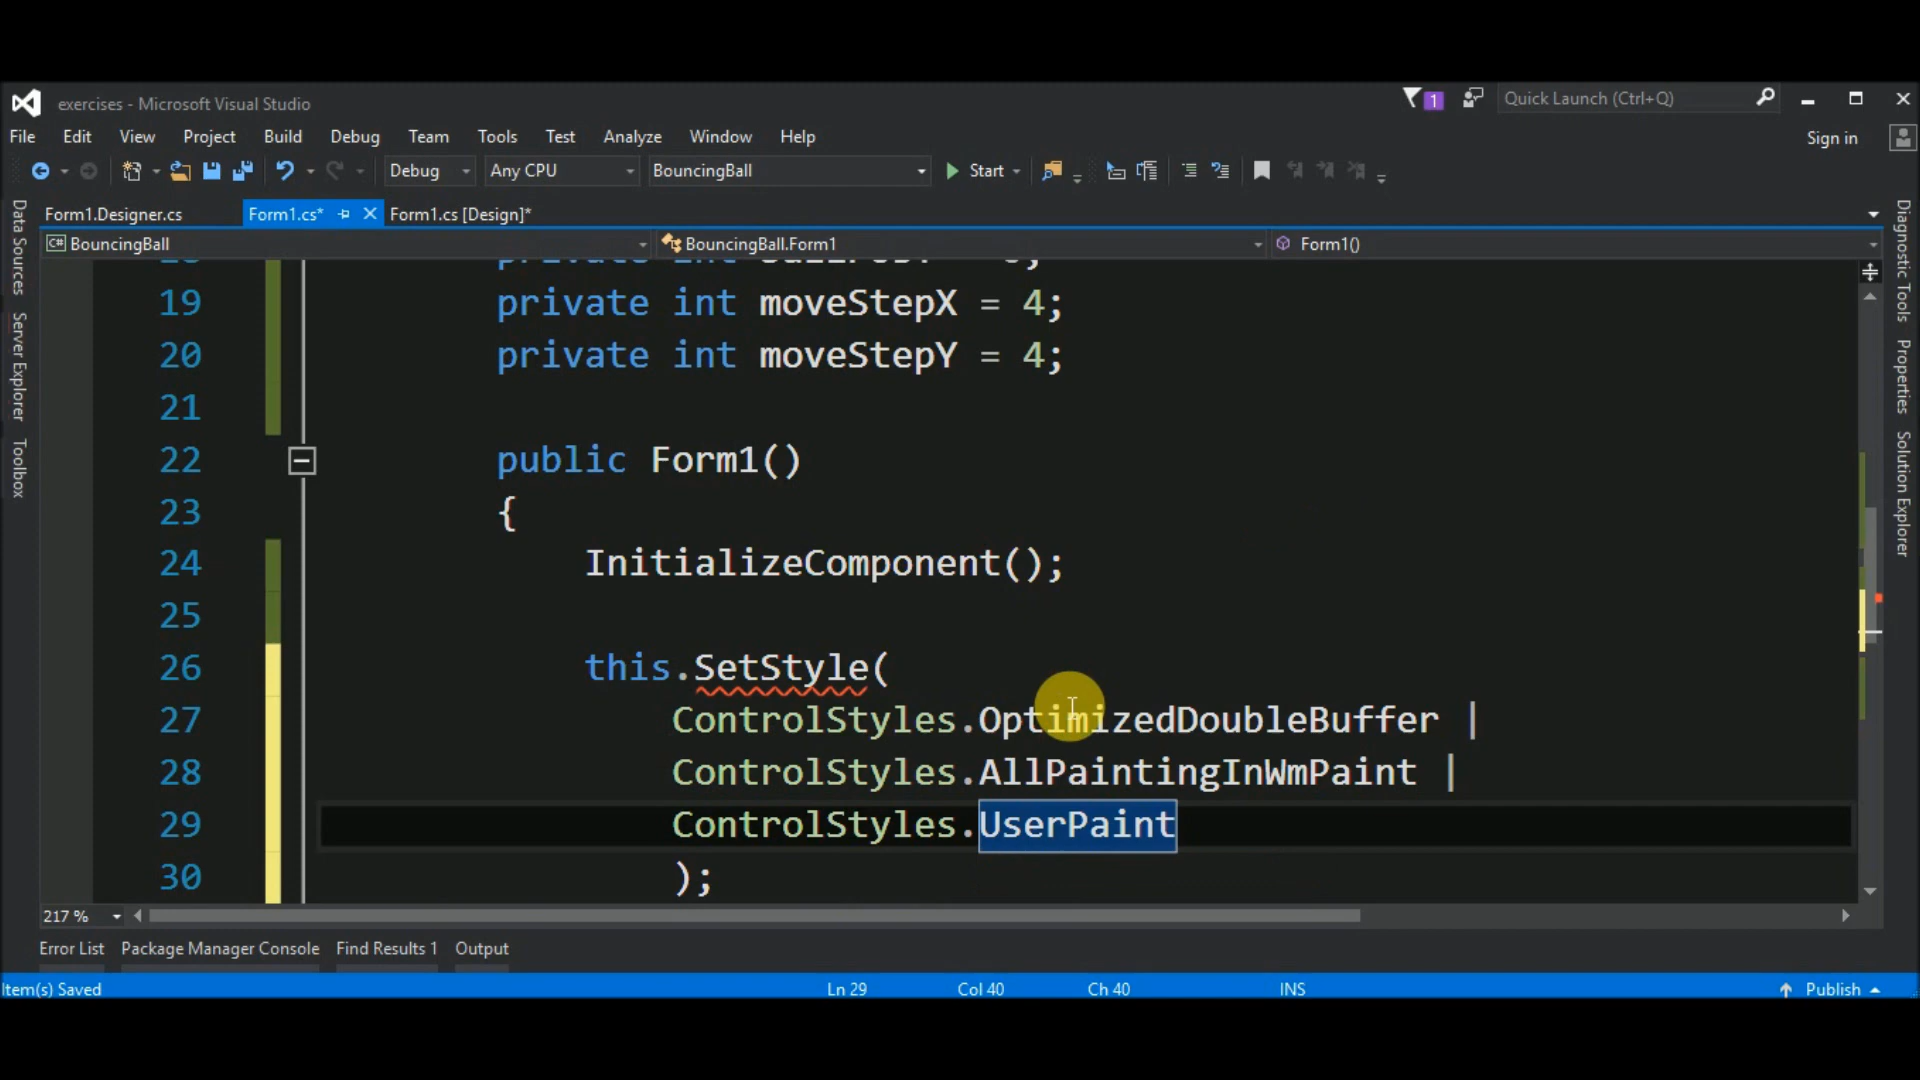 exercises - Microsoft Visual Studio
1
Quick Launch (Ctrl+Q)
File Edit View Project Build Debug Team Tools Test Analyze Window Help
Sign in
Debug Any CPU BouncingBall Start
Form1.Designer.cs Form1.cs* Form1.cs [Design]*
C# BouncingBall BouncingBall.Form1 Form1()
Data Sources
Server Explorer
Toolbox
Diagnostic Tools
Properties
Solution Explorer
19 private int moveStepX = 4;
20 private int moveStepY = 4;
21
22 public Form1()
23 {
24 InitializeComponent();
25
26 this.SetStyle(
27 ControlStyles.OptimizedDoubleBuffer |
28 ControlStyles.AllPaintingInWmPaint |
29 ControlStyles.UserPaint
30 );
217 %
Error List Package Manager Console Find Results 1 Output
Item(s) Saved Ln 29 Col 40 Ch 40 INS Publish